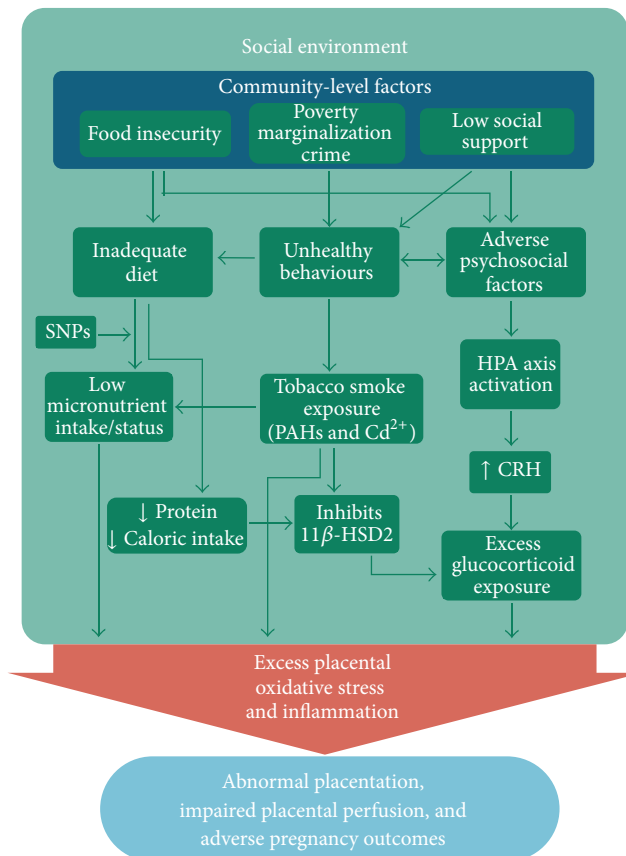 Social environment
Community-level factors
Food insecurity
Poverty
marginalization
crime
Low social
support
Inadequate
diet
Unhealthy
behaviours
Adverse
psychosocial
factors
SNPs
HPA axis
activation
Low
micronutrient
intake/status
Tobacco smoke
exposure
(PAHs and Cd²⁺)
↑ CRH
↓ Protein
↓ Caloric intake
Inhibits
11β-HSD2
Excess
glucocorticoid
exposure
Excess placental
oxidative stress
and inflammation
Abnormal placentation,
impaired placental perfusion, and
adverse pregnancy outcomes